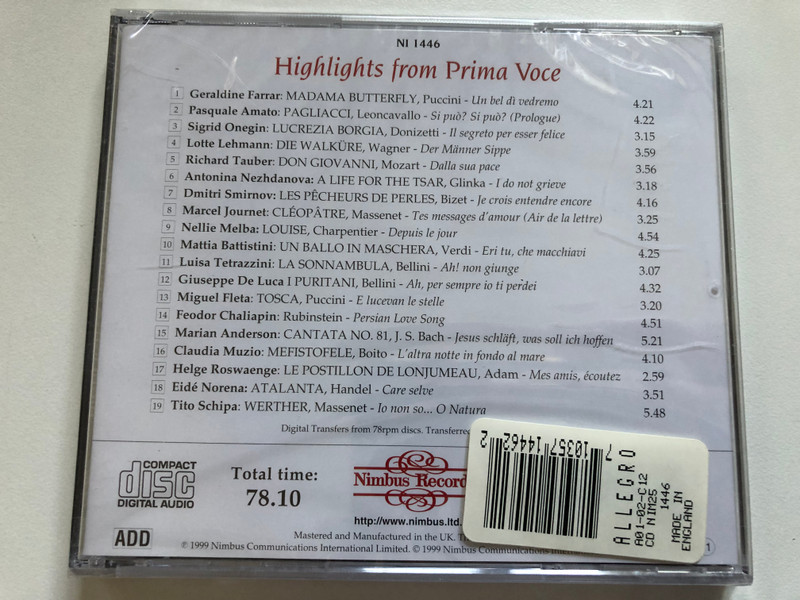 NI 1446
Highlights from Prima Voce
1 Geraldine Farrar: MADAMA BUTTERFLY, Puccini - Un bel dì vedremo 4.21
2 Pasquale Amato: PAGLIACCI, Leoncavallo - Si può? Si può? (Prologue) 4.22
3 Sigrid Onegin: LUCREZIA BORGIA, Donizetti - Il segreto per esser felice 3.15
4 Lotte Lehmann: DIE WALKÜRE, Wagner - Der Männer Sippe 3.59
5 Richard Tauber: DON GIOVANNI, Mozart - Dalla sua pace 3.56
6 Antonina Nezhdanova: A LIFE FOR THE TSAR, Glinka - I do not grieve 3.18
7 Dmitri Smirnov: LES PÊCHEURS DE PERLES, Bizet - Je crois entendre encore 4.16
8 Marcel Journet: CLÉOPÂTRE, Massenet - Tes messages d'amour (Air de la lettre) 3.25
9 Nellie Melba: LOUISE, Charpentier - Depuis le jour 4.54
10 Mattia Battistini: UN BALLO IN MASCHERA, Verdi - Eri tu, che macchiavi 4.25
11 Luisa Tetrazzini: LA SONNAMBULA, Bellini - Ah! non giunge 3.07
12 Giuseppe De Luca I PURITANI, Bellini - Ah, per sempre io ti perdei 4.32
13 Miguel Fleta: TOSCA, Puccini - E lucevan le stelle 3.20
14 Feodor Chaliapin: Rubinstein - Persian Love Song 4.51
15 Marian Anderson: CANTATA NO. 81, J. S. Bach - Jesus schläft, was soll ich hoffen 5.21
16 Claudia Muzio: MEFISTOFELE, Boito - L'altra notte in fondo al mare 4.10
17 Helge Roswaenge: LE POSTILLON DE LONJUMEAU, Adam - Mes amis, écoutez 2.59
18 Eidé Norena: ATALANTA, Handel - Care selve 3.51
19 Tito Schipa: WERTHER, Massenet - Io non so... O Natura 5.48
Digital Transfers from 78rpm discs. Transferred
COMPACT
disc
DIGITAL AUDIO
Total time:
78.10
Nimbus Records
http://www.nimbus.ltd.
ADD
Mastered and Manufactured in the UK.
℗ 1999 Nimbus Communications International Limited. © 1999 Nimbus Communications
1
7 10357 14462 2
ALLEGRO
A01-02-C12
CD NIM25
1446
MADE IN
ENGLAND